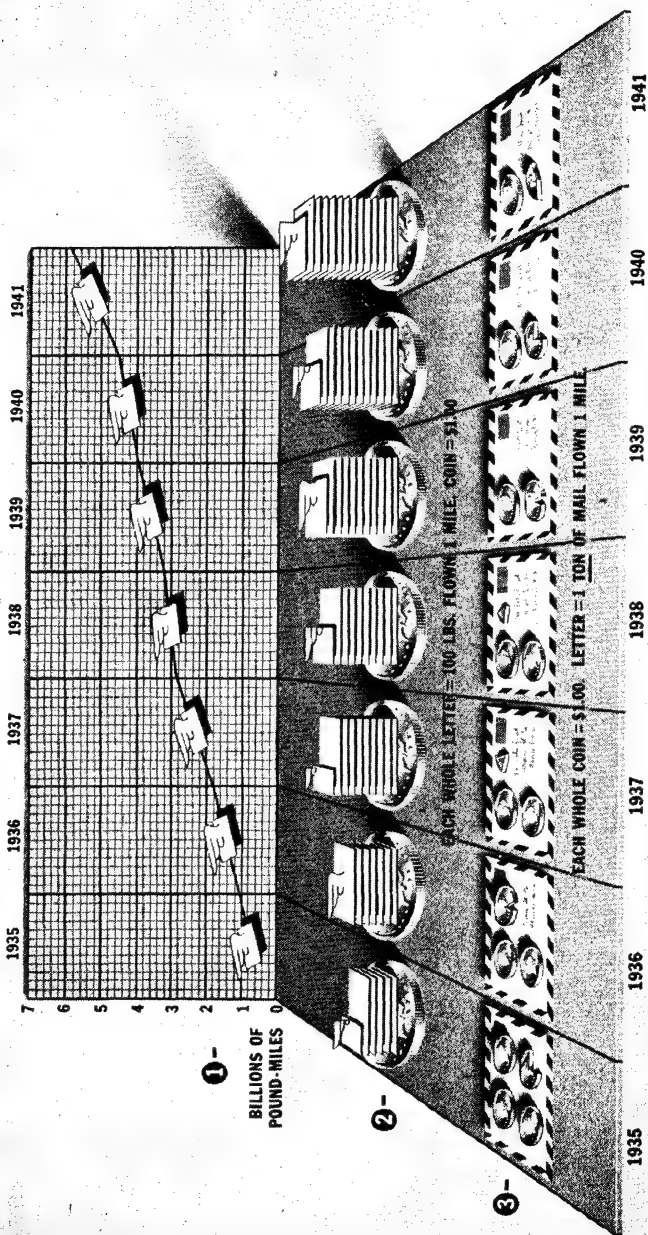 1935 1936 1937 1938 1939 1940 1941
7
6
5
4
3
2
1
0
1-
BILLIONS OF
POUND-MILES
2-
EACH WHOLE LETTER = 100 LBS. FLOWN 1 MILE. COIN = $1.00
3-
EACH WHOLE COIN = $1.00. LETTER = 1 TON OF MAIL FLOWN 1 MILE
1935 1936 1937 1938 1939 1940 1941